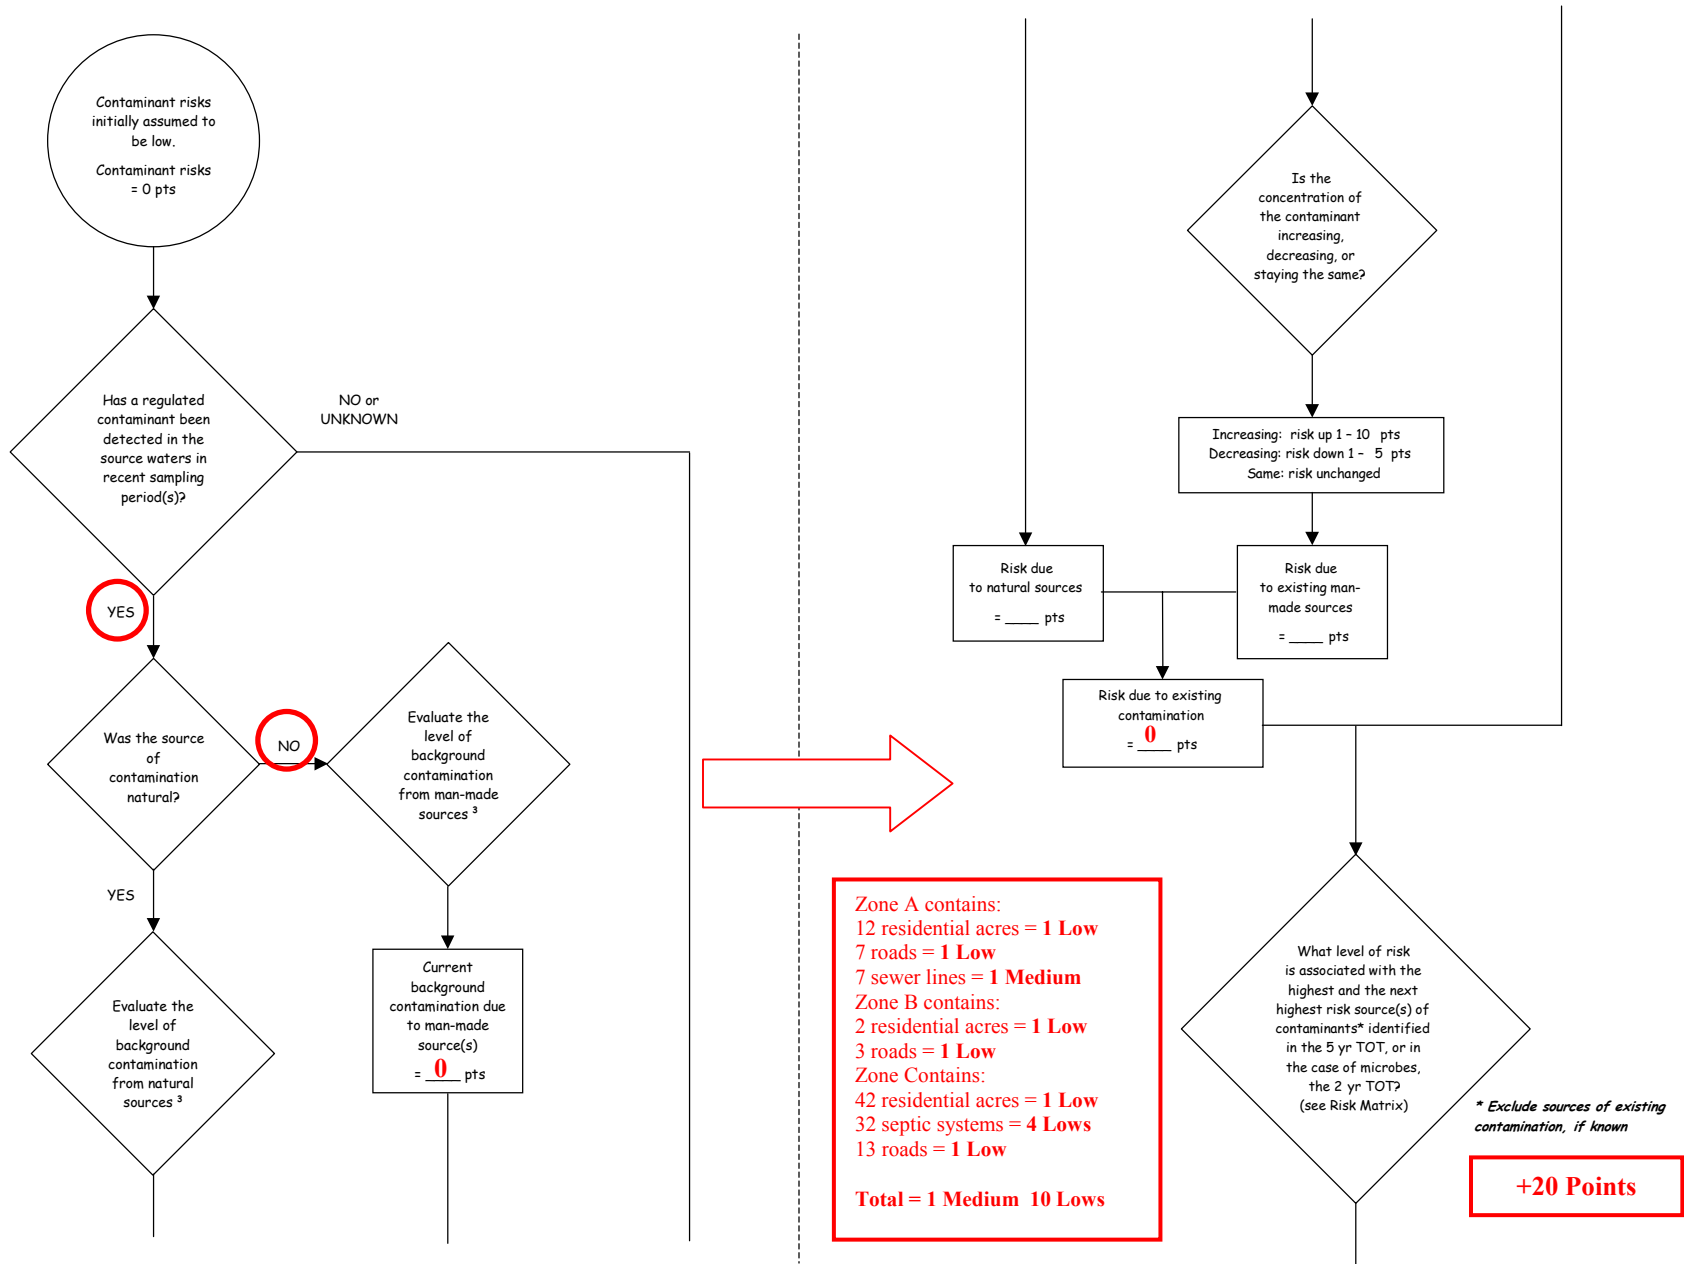 Contaminant risks
initially assumed to
be low.
Contaminant risks
= 0 pts
Has a regulated
contaminant been
detected in the
source waters in
recent sampling
period(s)?
NO or
UNKNOWN
YES
Was the source
of
contamination
natural?
NO
Evaluate the
level of
background
contamination
from man-made
sources ³
YES
Evaluate the
level of
background
contamination
from natural
sources ³
Current
background
contamination due
to man-made
source(s)
= __0__ pts
Is the
concentration of
the contaminant
increasing,
decreasing, or
staying the same?
Increasing: risk up 1 – 10 pts
Decreasing: risk down 1 – 5 pts
Same: risk unchanged
Risk due
to natural sources
= ____ pts
Risk due
to existing man-
made sources
= ____ pts
Risk due to existing
contamination
= __0__ pts
Zone A contains:
12 residential acres = 1 Low
7 roads = 1 Low
7 sewer lines = 1 Medium
Zone B contains:
2 residential acres = 1 Low
3 roads = 1 Low
Zone Contains:
42 residential acres = 1 Low
32 septic systems = 4 Lows
13 roads = 1 Low
Total = 1 Medium 10 Lows
What level of risk
is associated with the
highest and the next
highest risk source(s) of
contaminants* identified
in the 5 yr TOT, or in
the case of microbes,
the 2 yr TOT?
(see Risk Matrix)
* Exclude sources of existing
contamination, if known
+20 Points